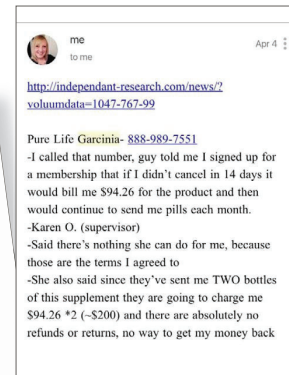 me
to me
Apr 4
http://independant-research.com/news/?
voluumdata=1047-767-99
Pure Life Garcinia- 888-989-7551
-I called that number, guy told me I signed up for
a membership that if I didn't cancel in 14 days it
would bill me $94.26 for the product and then
would continue to send me pills each month.
-Karen O. (supervisor)
-Said there's nothing she can do for me, because
those are the terms I agreed to
-She also said since they've sent me TWO bottles
of this supplement they are going to charge me
$94.26 *2 (~$200) and there are absolutely no
refunds or returns, no way to get my money back